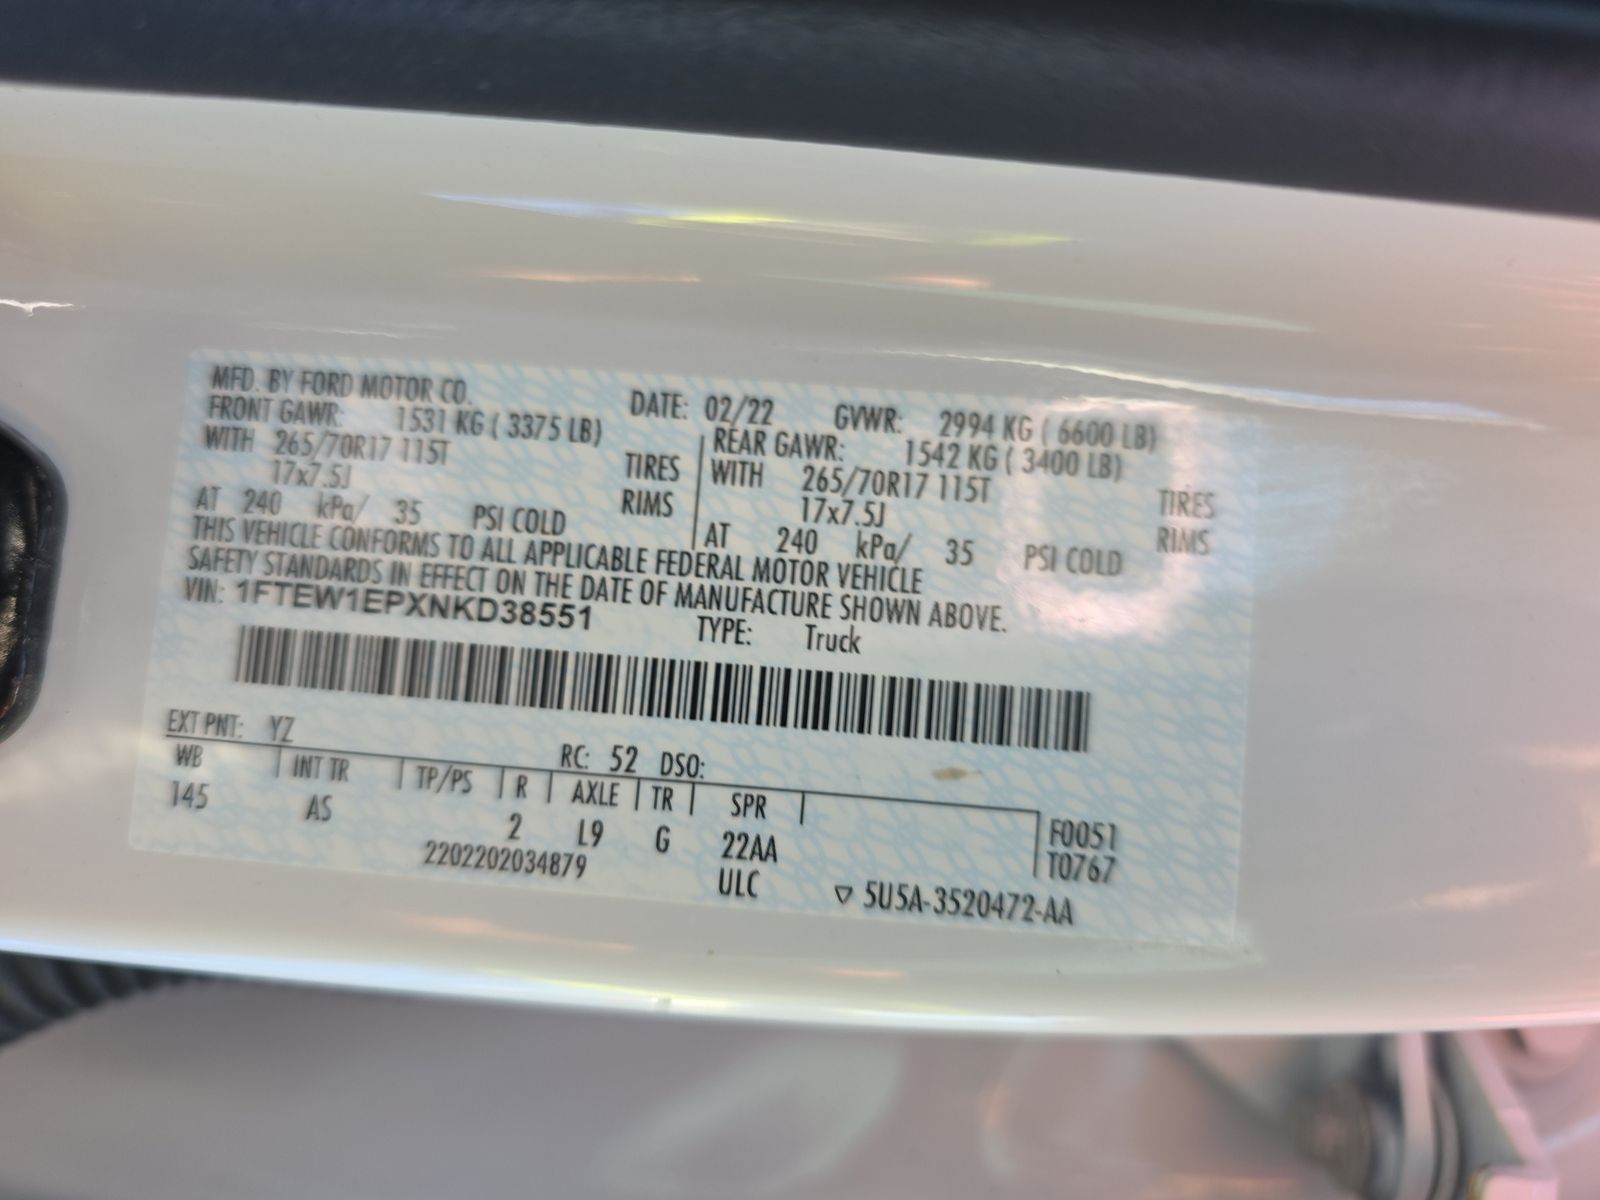 MFD. BY FORD MOTOR CO. DATE: 02/22 GVWR: 2994 KG ( 6600 LB)
FRONT GAWR: 1531 KG ( 3375 LB) REAR GAWR: 1542 KG ( 3400 LB)
WITH 265/70R17 115T TIRES WITH 265/70R17 115T TIRES
17x7.5J RIMS 17x7.5J RIMS
AT 240 kPa/ 35 PSI COLD AT 240 kPa/ 35 PSI COLD
THIS VEHICLE CONFORMS TO ALL APPLICABLE FEDERAL MOTOR VEHICLE
SAFETY STANDARDS IN EFFECT ON THE DATE OF MANUFACTURE SHOWN ABOVE.
VIN: 1FTEW1EPXNKD38551 TYPE: Truck
EXT PNT: YZ RC: 52 DSO:
WB INT TR TP/PS R AXLE TR SPR F0051
145 AS 2 L9 G 22AA T0767
2202202034879 ULC ▽ 5U5A-3520472-AA